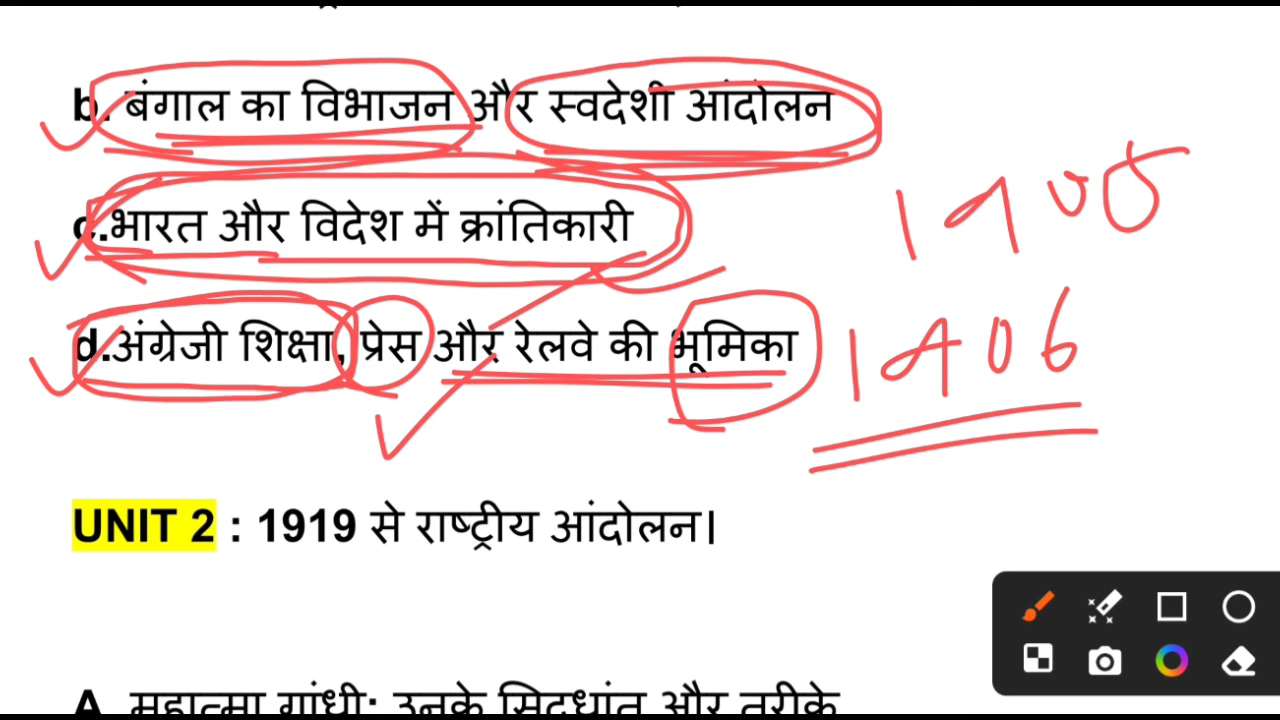 b. बंगाल का विभाजन और स्वदेशी आंदोलन
c.भारत और विदेश में क्रांतिकारी
1905
d.अंग्रेजी शिक्षा, प्रेस और रेलवे की भूमिका
1906
UNIT 2 : 1919 से राष्ट्रीय आंदोलन।
A. महात्मा गांधी: उनके सिद्धांत और तरीके